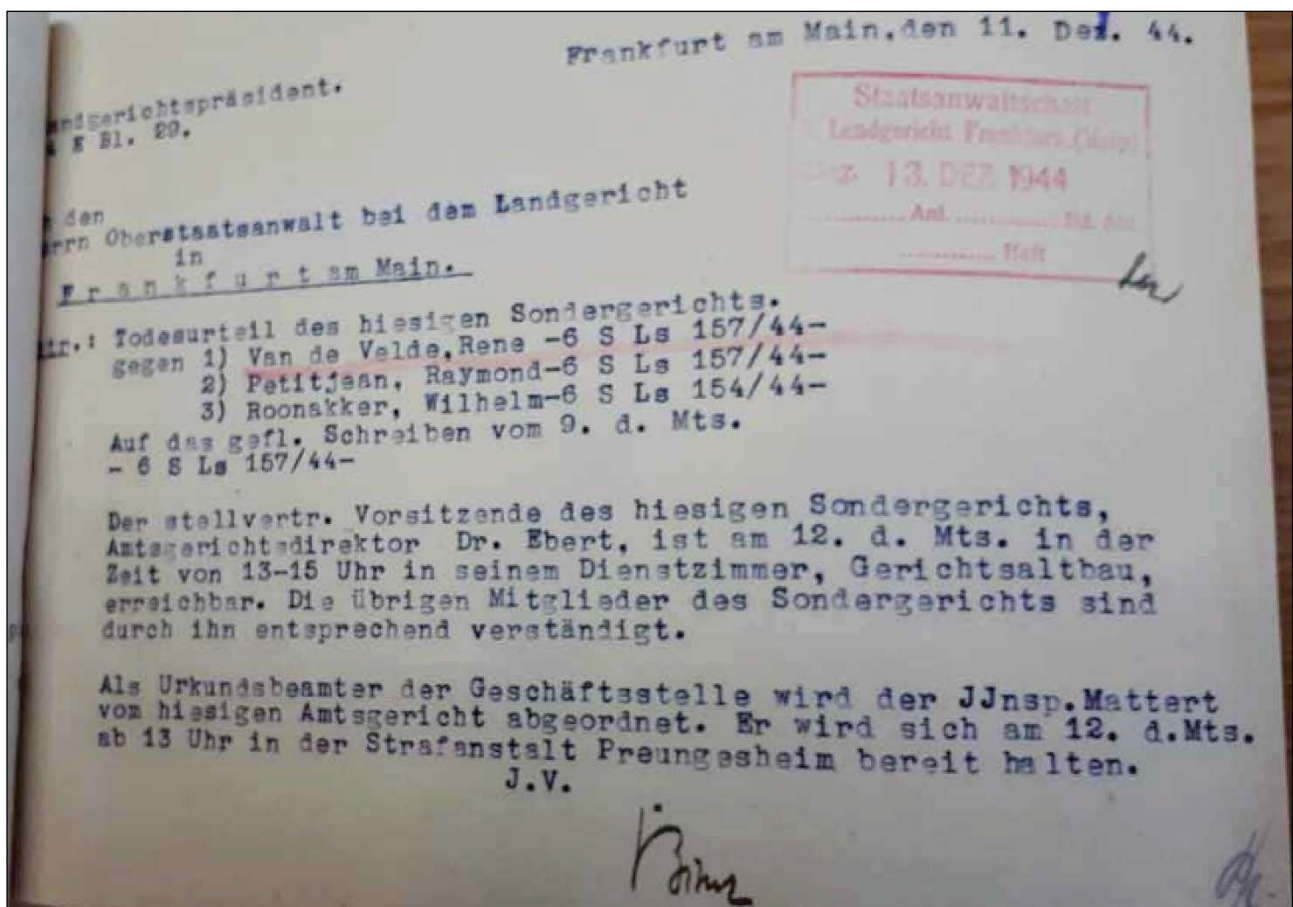 Frankfurt am Main,den 11. Dez. 44.
ndgerichtspräsident.
E Bl. 29.
Staatsanwaltschaft
Landgericht Frankfurt
13. DEZ 1944
Anl.
Heft
den
rrn Oberstaatsanwalt bei dem Landgericht
in
F r a n k f u r t am Main.
tr.: Todesurteil des hiesigen Sondergerichts.
gegen 1) Van de Velde,Rene -6 S Ls 157/44-
2) Petitjean, Raymond-6 S Ls 157/44-
3) Roonakker, Wilhelm-6 S Ls 154/44-
Auf das gefl. Schreiben vom 9. d. Mts.
- 6 S Ls 157/44-
Der stellvertr. Vorsitzende des hiesigen Sondergerichts,
Amtsgerichtsdirektor Dr. Ebert, ist am 12. d. Mts. in der
Zeit von 13-15 Uhr in seinem Dienstzimmer, Gerichtsaltbau,
erreichbar. Die übrigen Mitglieder des Sondergerichts sind
durch ihn entsprechend verständigt.
Als Urkundsbeamter der Geschäftsstelle wird der JJnsp.Mattert
vom hiesigen Amtsgericht abgeordnet. Er wird sich am 12. d.Mts.
ab 13 Uhr in der Strafanstalt Preungesheim bereit halten.
J.V.